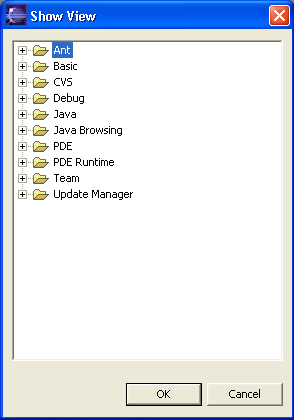 Show View
Ant
Basic
CVS
Debug
Java
Java Browsing
PDE
PDE Runtime
Team
Update Manager
OK Cancel